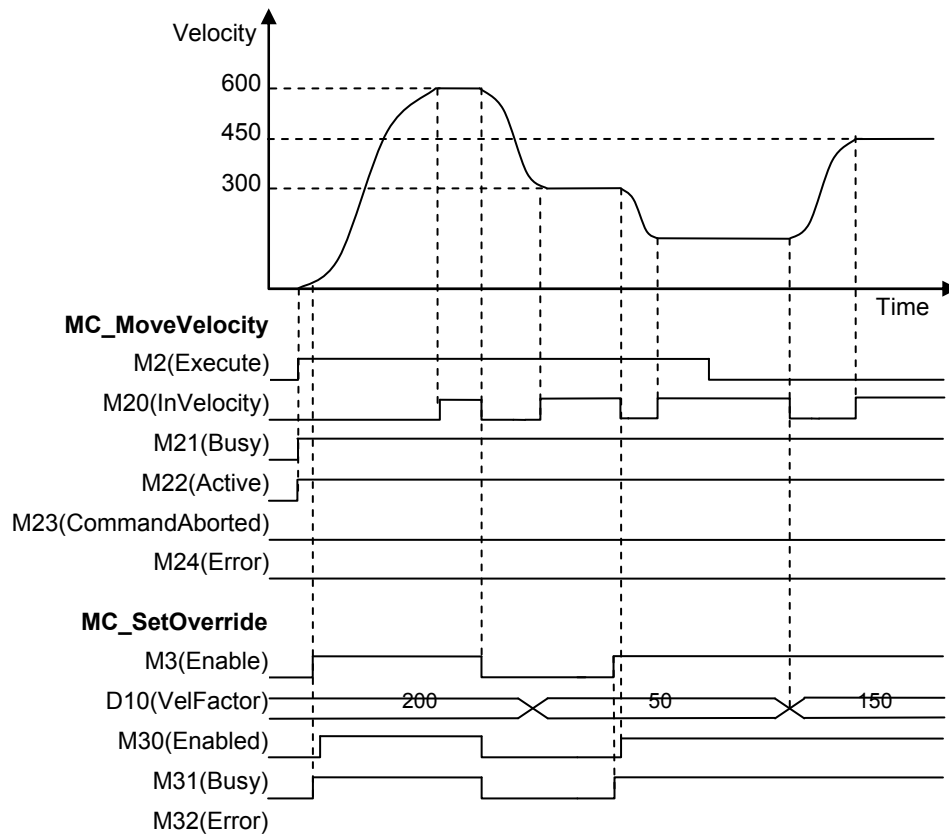 Velocity
600
450
300
Time
MC_MoveVelocity
M2(Execute)
M20(InVelocity)
M21(Busy)
M22(Active)
M23(CommandAborted)
M24(Error)
MC_SetOverride
M3(Enable)
D10(VelFactor) 200 50 150
M30(Enabled)
M31(Busy)
M32(Error)